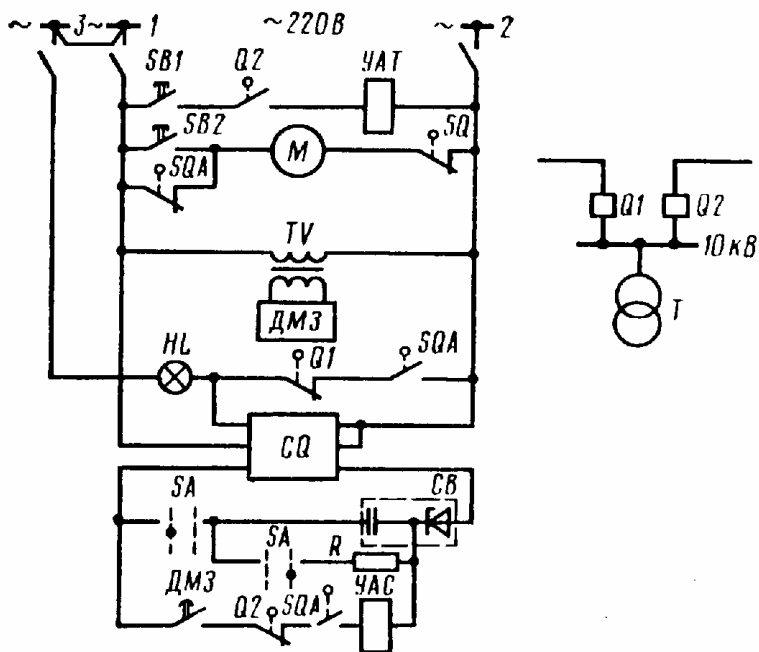 ~ 3~ 1 ~220В ~ 2
SB1 Q2 УАТ
SB2 SQ
SQA М
Q1 Q2
TV 10кВ
ДМЗ Т
HL Q1 SQA
CQ
SA СВ
SA R
ДМЗ Q2 SQA УАС